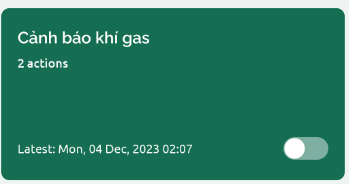 Cảnh báo khí gas
2 actions
Latest: Mon, 04 Dec, 2023 02:07